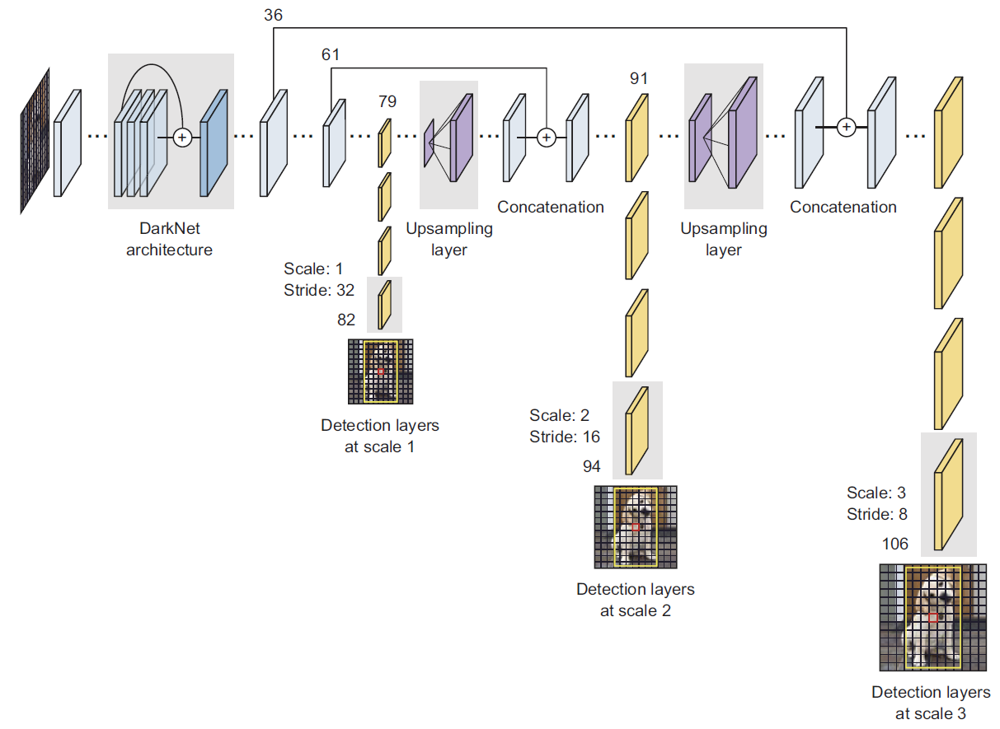 36
61
79
91
+
+
+
DarkNet
architecture
Upsampling
layer
Concatenation
Upsampling
layer
Concatenation
Scale: 1
Stride: 32
82
Detection layers
at scale 1
Scale: 2
Stride: 16
94
Detection layers
at scale 2
Scale: 3
Stride: 8
106
Detection layers
at scale 3